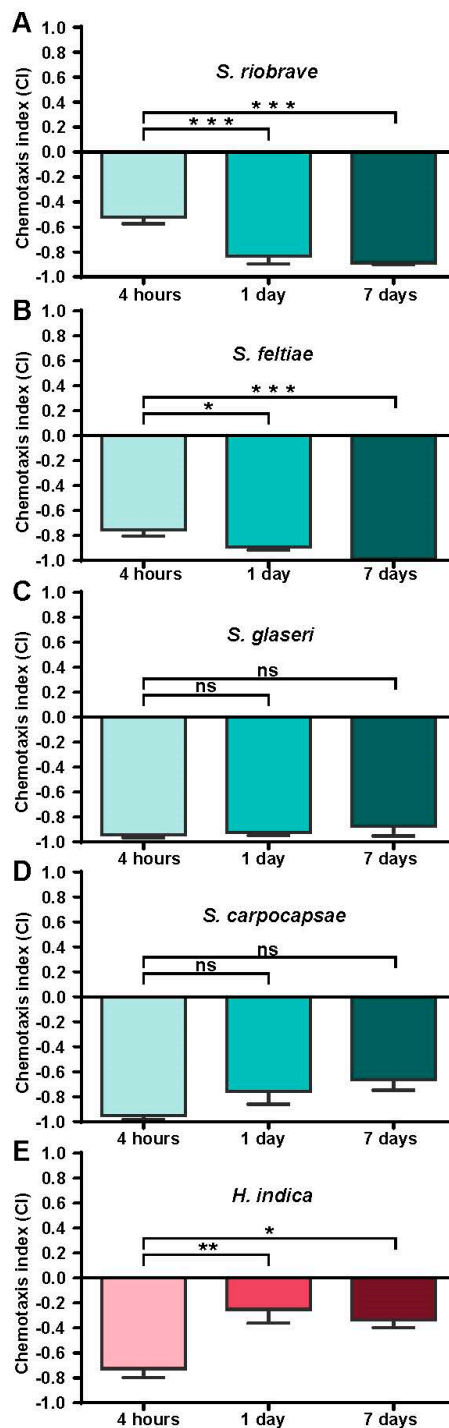 A
Chemotaxis index (CI)
1.0
0.8
0.6
0.4
0.2
0.0
-0.2
-0.4
-0.6
-0.8
-1.0
S. riobrave
* * *
* * *
4 hours 1 day 7 days
B
Chemotaxis index (CI)
1.0
0.8
0.6
0.4
0.2
0.0
-0.2
-0.4
-0.6
-0.8
-1.0
S. feltiae
* * *
*
4 hours 1 day 7 days
C
Chemotaxis index (CI)
1.0
0.8
0.6
0.4
0.2
0.0
-0.2
-0.4
-0.6
-0.8
-1.0
S. glaseri
ns
ns
4 hours 1 day 7 days
D
Chemotaxis index (CI)
1.0
0.8
0.6
0.4
0.2
0.0
-0.2
-0.4
-0.6
-0.8
-1.0
S. carpocapsae
ns
ns
4 hours 1 day 7 days
E
Chemotaxis index (CI)
1.0
0.8
0.6
0.4
0.2
0.0
-0.2
-0.4
-0.6
-0.8
-1.0
H. indica
*
**
4 hours 1 day 7 days